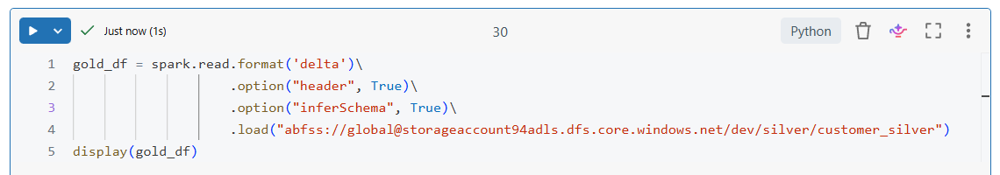 Just now (1s)
30
Python
1 gold_df = spark.read.format('delta')\
2 .option("header", True)\
3 .option("inferSchema", True)\
4 .load("abfss://global@storageaccount94adls.dfs.core.windows.net/dev/silver/customer_silver")
5 display(gold_df)